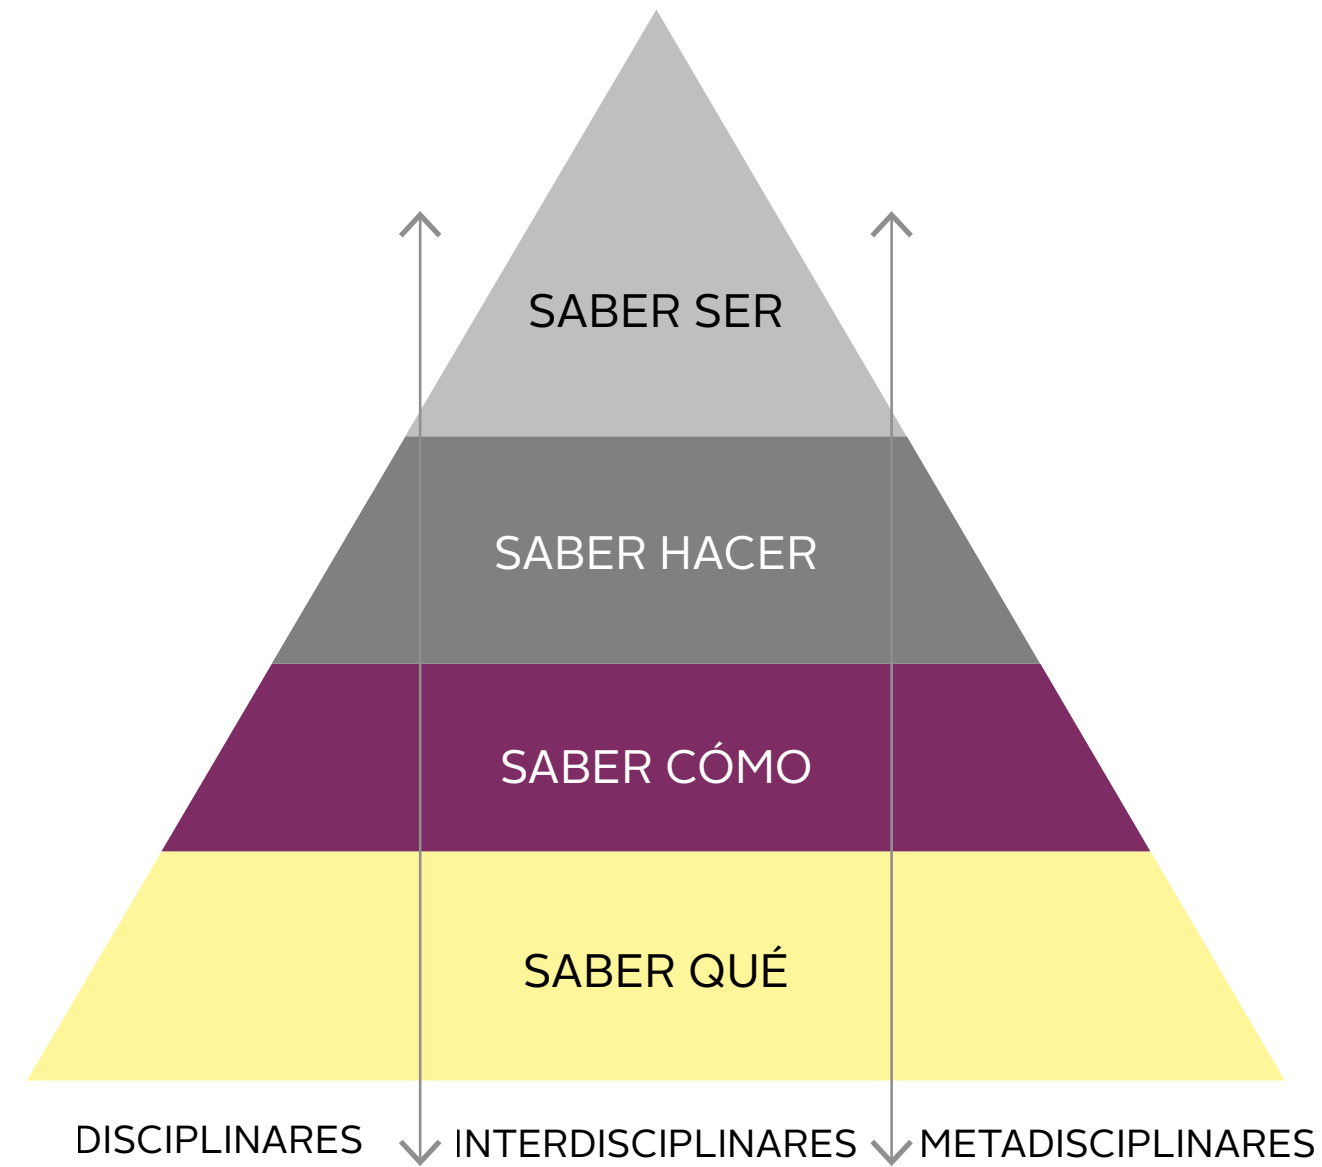 SABER SER
SABER HACER
SABER CÓMO
SABER QUÉ
DISCIPLINARES INTERDISCIPLINARES METADISCIPLINARES